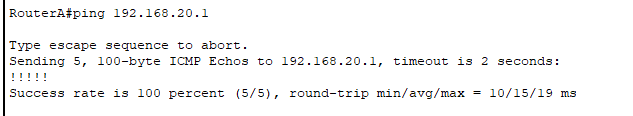 RouterA#ping 192.168.20.1
Type escape sequence to abort.
Sending 5, 100-byte ICMP Echos to 192.168.20.1, timeout is 2 seconds:
!!!!!
Success rate is 100 percent (5/5), round-trip min/avg/max = 10/15/19 ms